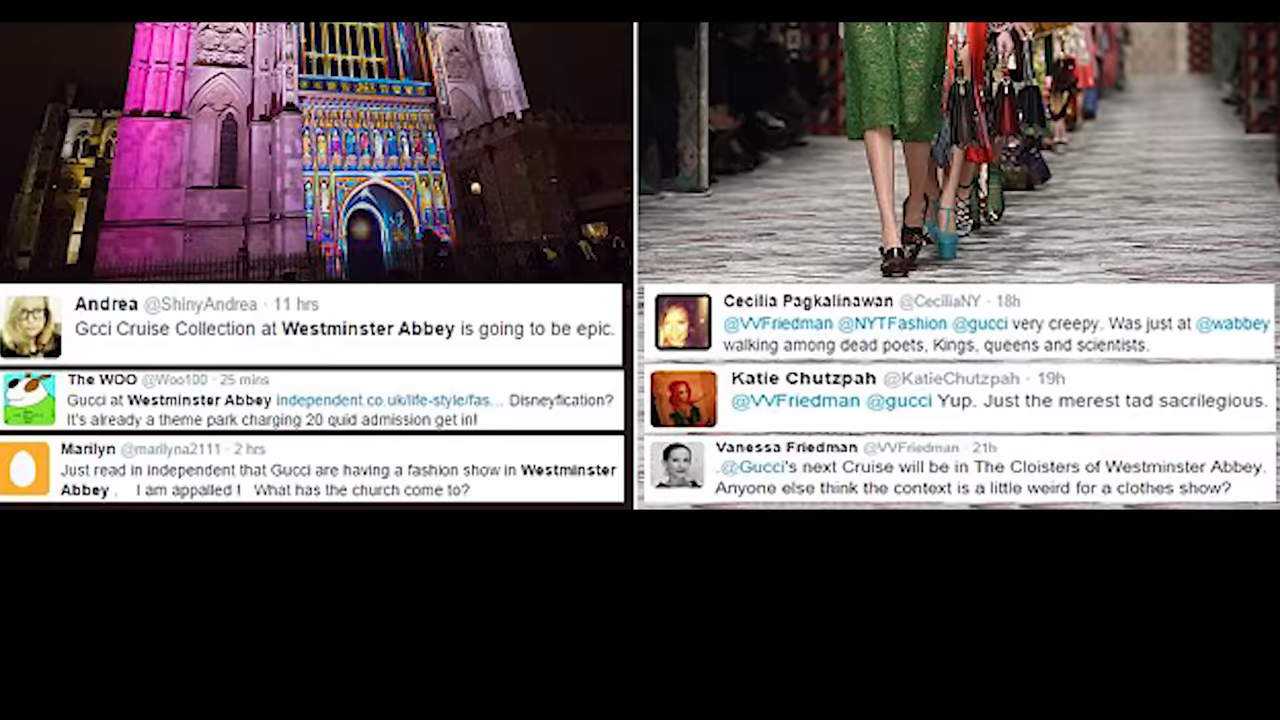 Andrea @ShinyAndrea · 11 hrs
Gcci Cruise Collection at Westminster Abbey is going to be epic.
The WOO @Woo100 · 25 mins
Gucci at Westminster Abbey independent.co.uk/life-style/fas... Disneyfication?
It's already a theme park charging 20 quid admission get in!
Marilyn @marilyna2111 · 2 hrs
Just read in independent that Gucci are having a fashion show in Westminster
Abbey . I am appalled ! What has the church come to?
Cecilia Pagkalinawan @CeciliaNY · 18h
@VVFriedman @NYTFashion @gucci very creepy. Was just at @wabbey
walking among dead poets, Kings, queens and scientists.
Katie Chutzpah @KatieChutzpah · 19h
@VVFriedman @gucci Yup. Just the merest tad sacrilegious.
Vanessa Friedman @VVFriedman · 21h
.@Gucci's next Cruise will be in The Cloisters of Westminster Abbey.
Anyone else think the context is a little weird for a clothes show?